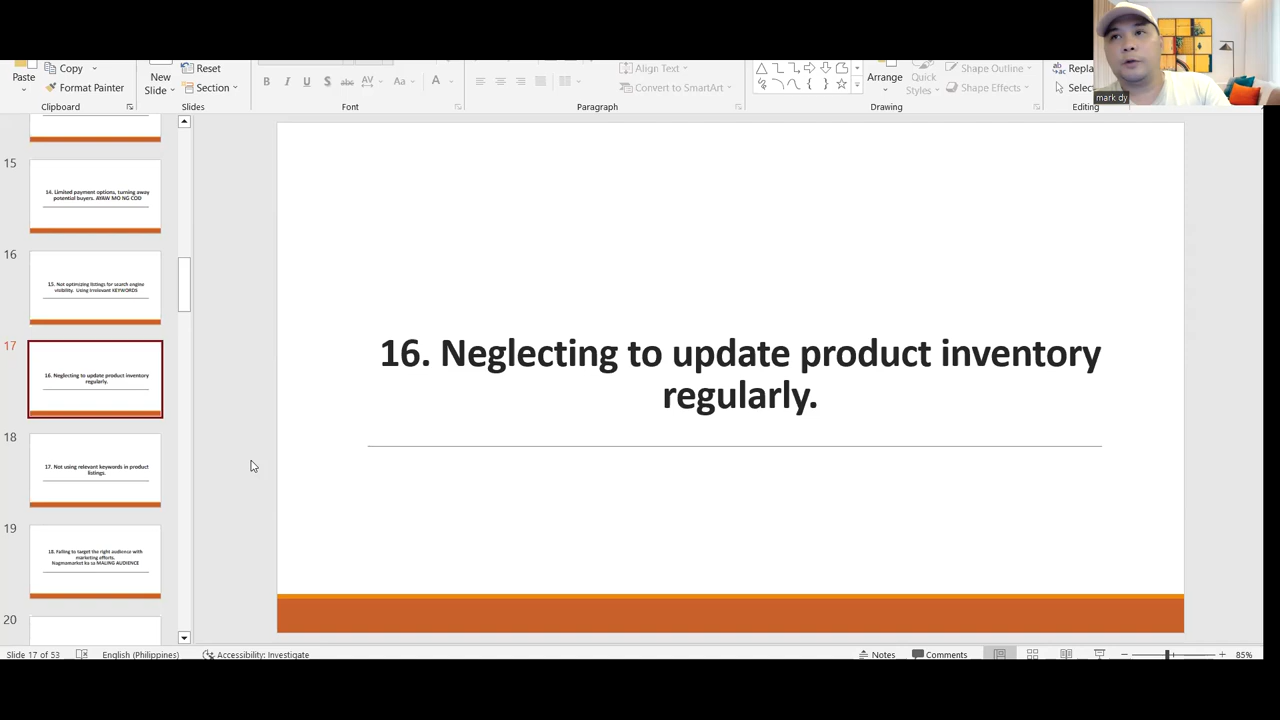 Paste
Copy
Format Painter
Clipboard
New
Slide
Reset
Section
Slides
B I U S abc AV Aa A
Font
Align Text
Convert to SmartArt
Paragraph
Arrange
Quick
Styles
Shape Outline
Shape Effects
Drawing
Repla
Selec
Editing
mark dy
15
14. Limited payment options, turning away
potential buyers. AYAW MO NG COD
16
15. Not optimizing listings for search engine
visibility. Using Irrelevant KEYWORDS
17
16. Neglecting to update product inventory
regularly.
18
17. Not using relevant keywords in product
listings.
19
18. Failing to target the right audience with
marketing efforts.
Nagmamarket ka sa MALING AUDIENCE
20
16. Neglecting to update product inventory
regularly.
Slide 17 of 53
English (Philippines)
Accessibility: Investigate
Notes
Comments
85%